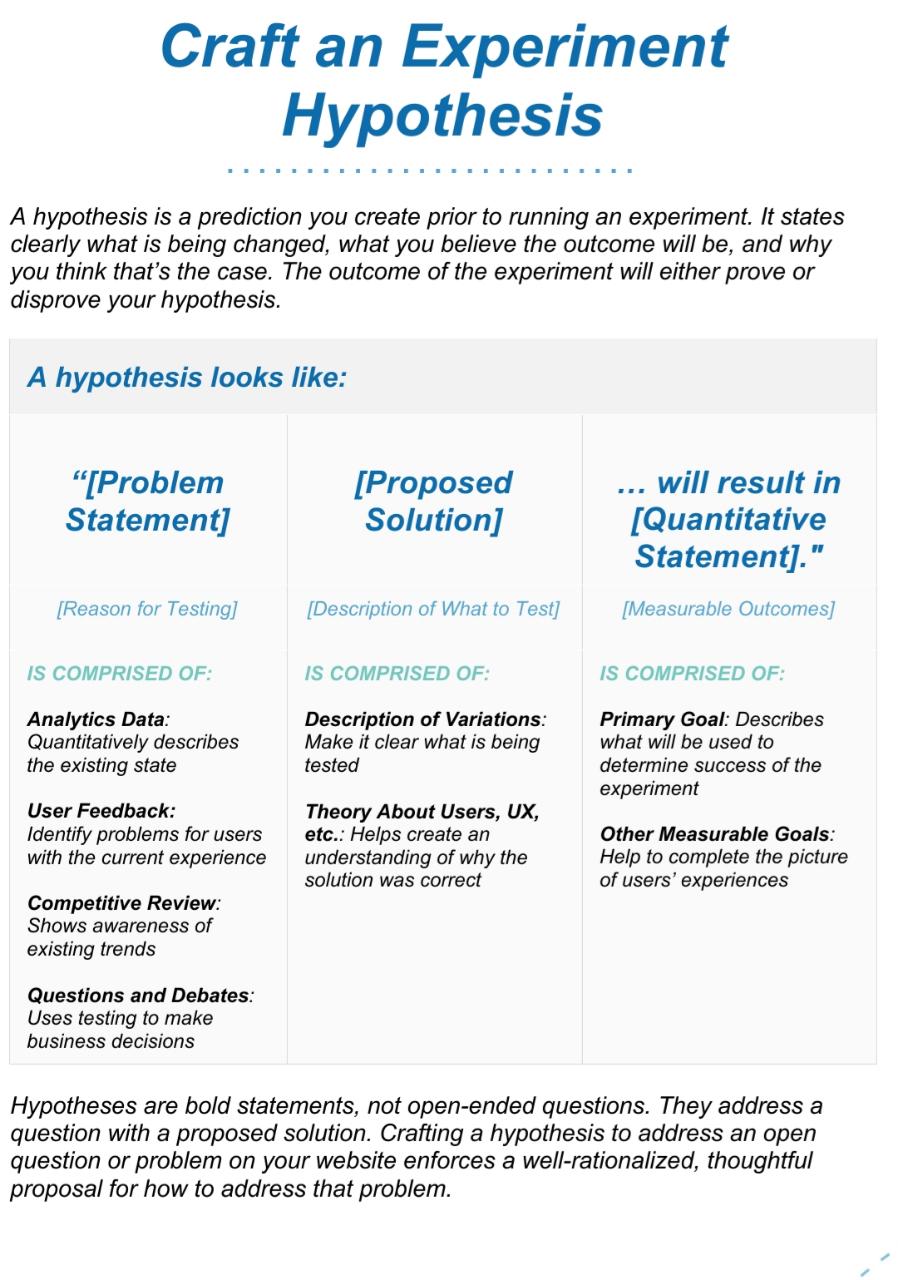 Craft an Experiment
Hypothesis
A hypothesis is a prediction you create prior to running an experiment. It states
clearly what is being changed, what you believe the outcome will be, and why
you think that’s the case. The outcome of the experiment will either prove or
disprove your hypothesis.
A hypothesis looks like:
“[Problem
Statement]
[Reason for Testing]
IS COMPRISED OF:
Analytics Data:
Quantitatively describes
the existing state
User Feedback:
Identify problems for users
with the current experience
Competitive Review:
Shows awareness of
existing trends
Questions and Debates:
Uses testing to make
business decisions
[Proposed
Solution]
[Description of What to Test]
IS COMPRISED OF:
Description of Variations:
Make it clear what is being
tested
Theory About Users, UX,
etc.: Helps create an
understanding of why the
solution was correct
… will result in
[Quantitative
Statement]."
[Measurable Outcomes]
IS COMPRISED OF:
Primary Goal: Describes
what will be used to
determine success of the
experiment
Other Measurable Goals:
Help to complete the picture
of users’ experiences
Hypotheses are bold statements, not open-ended questions. They address a
question with a proposed solution. Crafting a hypothesis to address an open
question or problem on your website enforces a well-rationalized, thoughtful
proposal for how to address that problem.